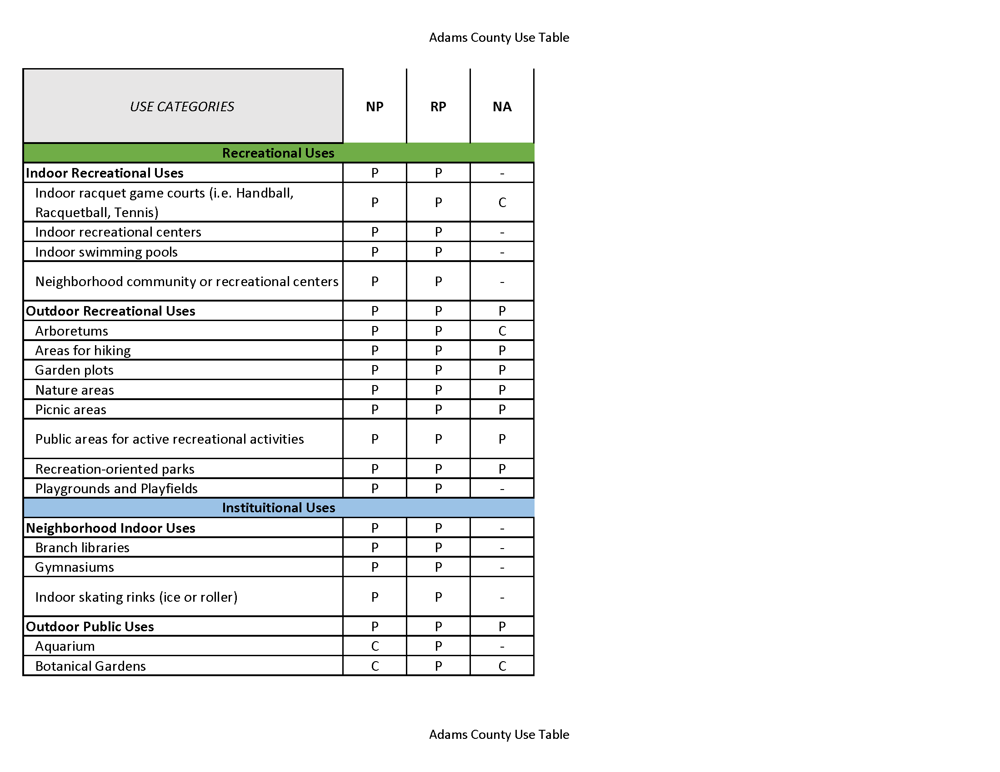 Adams County Use Table
USE CATEGORIES NP RP NA
Recreational Uses
Indoor Recreational Uses P P -
Indoor racquet game courts (i.e. Handball,
Racquetball, Tennis) P P C
Indoor recreational centers P P -
Indoor swimming pools P P -
Neighborhood community or recreational centers P P -
Outdoor Recreational Uses P P P
Arboretums P P C
Areas for hiking P P P
Garden plots P P P
Nature areas P P P
Picnic areas P P P
Public areas for active recreational activities P P P
Recreation-oriented parks P P P
Playgrounds and Playfields P P -
Instituitional Uses
Neighborhood Indoor Uses P P -
Branch libraries P P -
Gymnasiums P P -
Indoor skating rinks (ice or roller) P P -
Outdoor Public Uses P P P
Aquarium C P -
Botanical Gardens C P C
Adams County Use Table